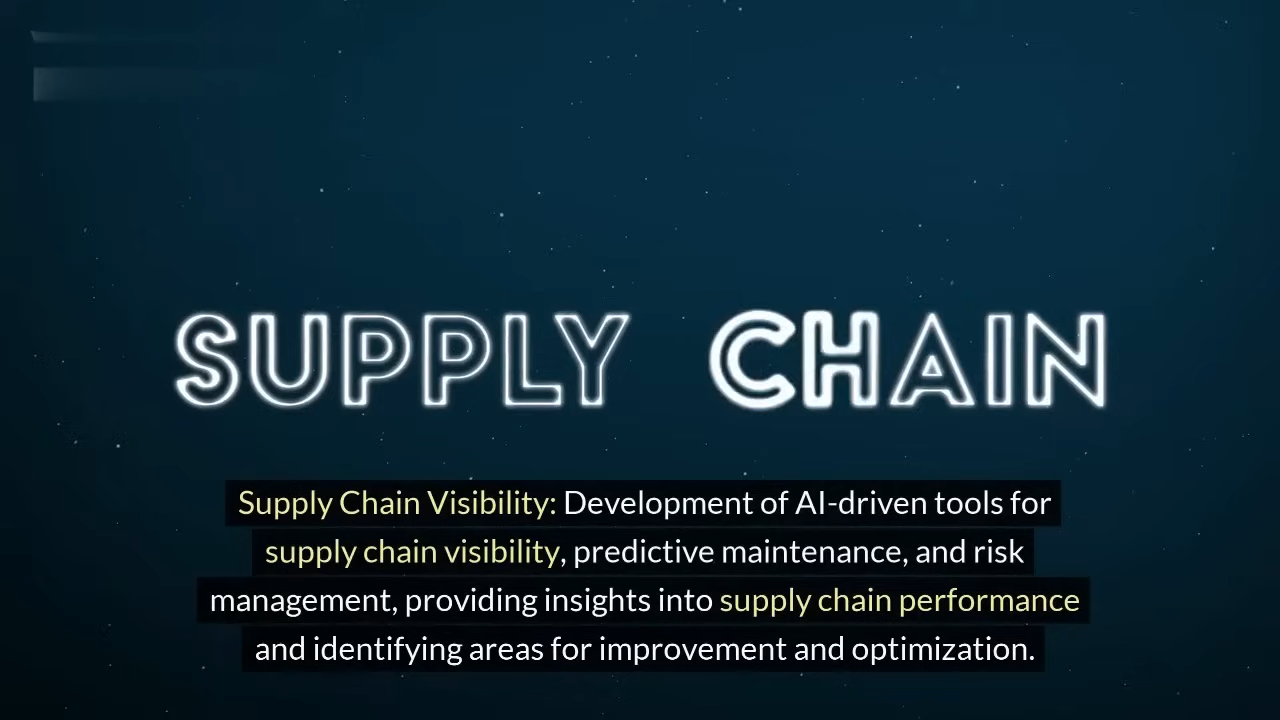 SUPPLY CHAIN
Supply Chain Visibility: Development of AI-driven tools for
supply chain visibility, predictive maintenance, and risk
management, providing insights into supply chain performance
and identifying areas for improvement and optimization.